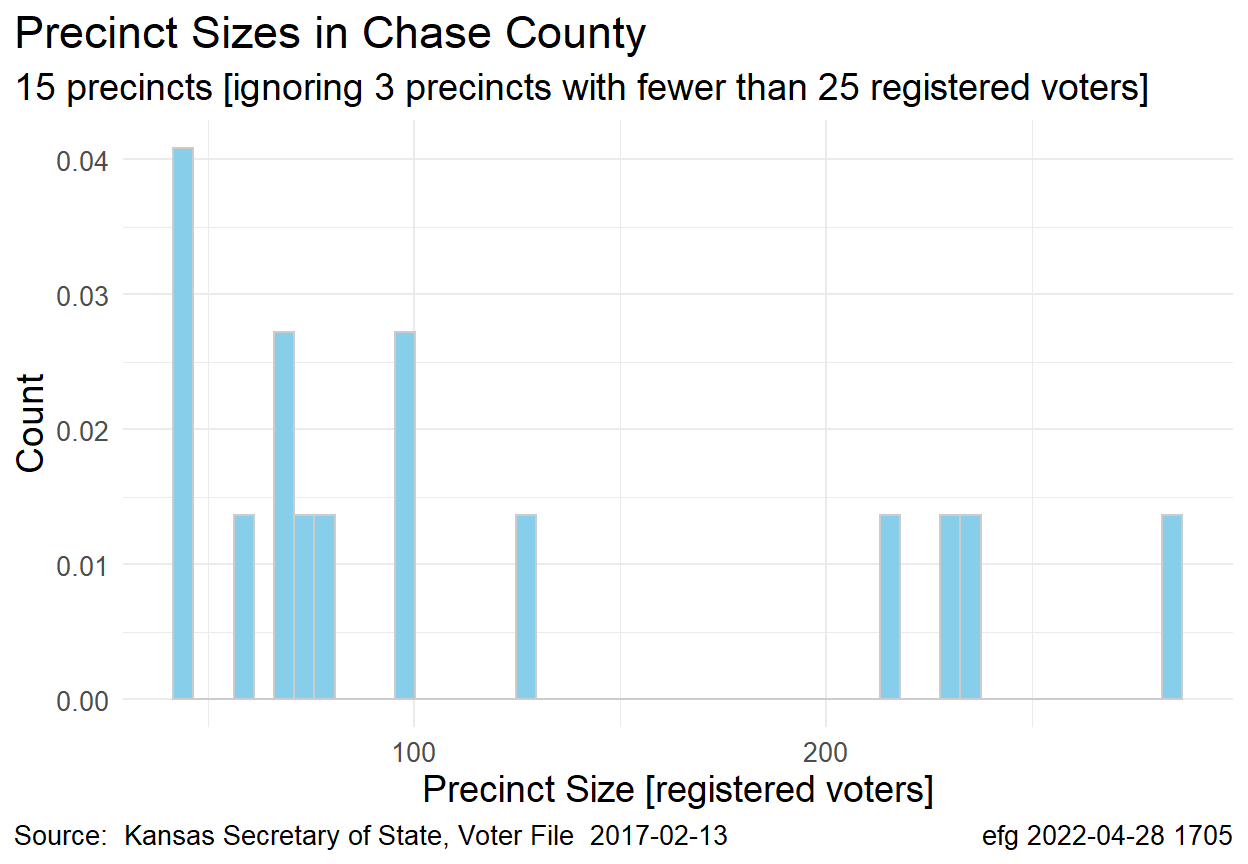 Precinct Sizes in Chase County
15 precincts [ignoring 3 precincts with fewer than 25 registered voters]
0.04
0.03
0.02
0.01
0.00
Count
100 200
Precinct Size [registered voters]
Source:  Kansas Secretary of State, Voter File  2017-02-13
efg 2022-04-28 1705